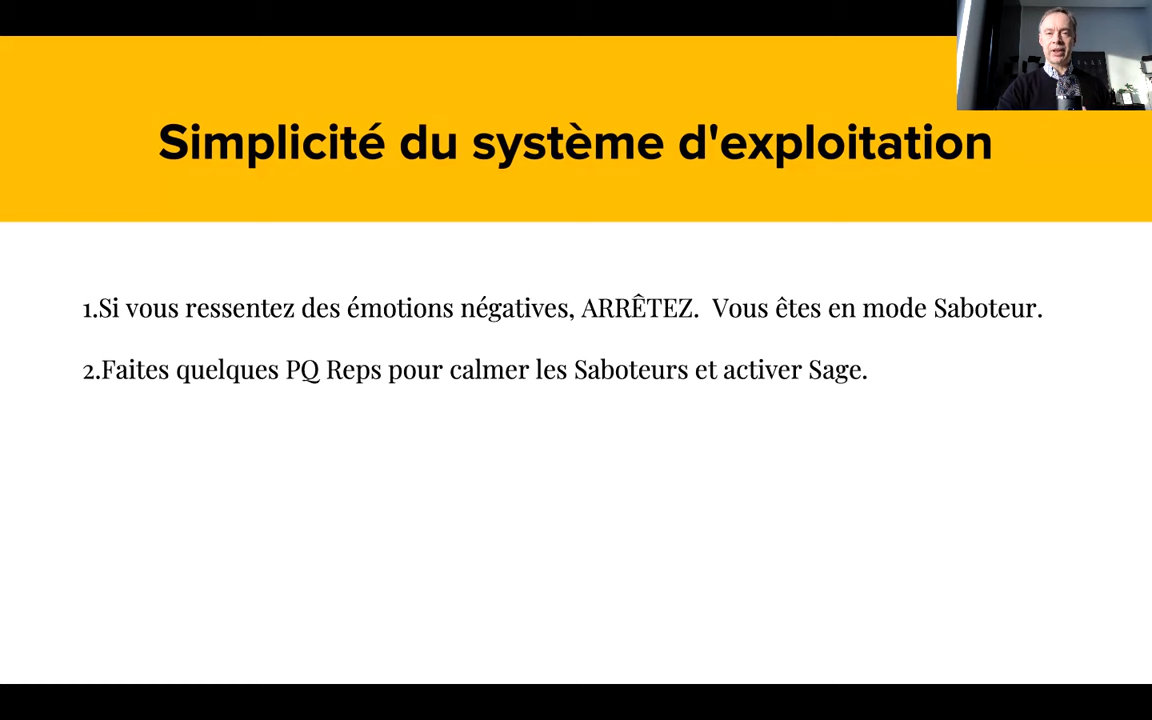 Simplicité du système d'exploitation
1.Si vous ressentez des émotions négatives, ARRÊTEZ.  Vous êtes en mode Saboteur.
2.Faites quelques PQ Reps pour calmer les Saboteurs et activer Sage.